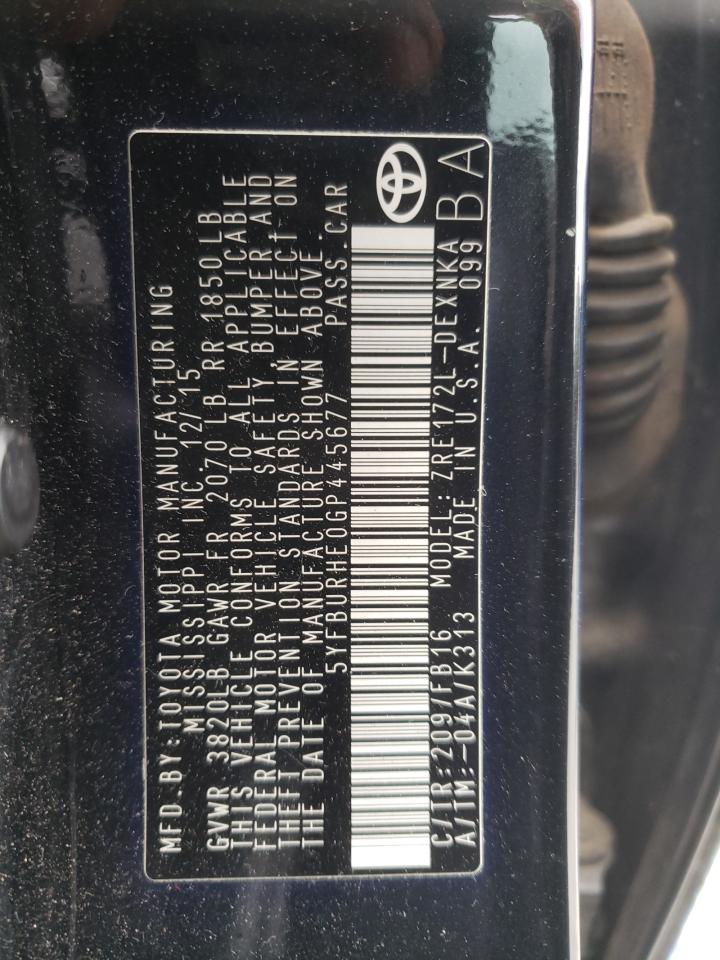 MFD.BY:TOYOTA MOTOR MANUFACTURING
MISSISSIPPI INC 12/15
GVWR 3820LB GAWR FR 2070 LB RR 1850LB
THIS VEHICLE CONFORMS TO ALL APPLICABLE
FEDERAL MOTOR VEHICLE SAFETY, BUMPER AND
THEFT PREVENTION STANDARDS IN EFFECT ON
THE DATE OF MANUFACTURE SHOWN ABOVE.
5YFBURHE0GP445677 PASS.CAR
C/TR:209/FB16 MODEL:ZRE172L-DEXNKA
A/TM:-04A/K313 MADE IN U.S.A. 099 BA